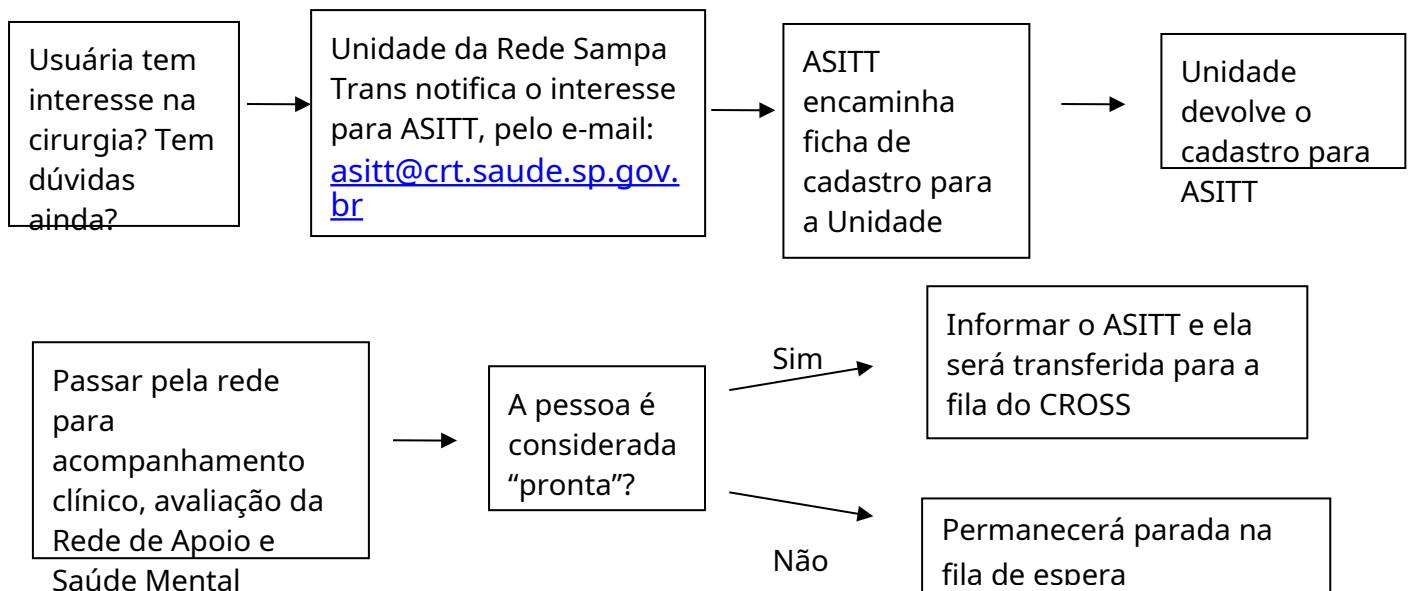 Usuária tem
interesse na
cirurgia? Tem
dúvidas
ainda?
Unidade da Rede Sampa
Trans notifica o interesse
para ASITT, pelo e-mail:
asitt@crt.saude.sp.gov.
br
ASITT
encaminha
ficha de
cadastro para
a Unidade
Unidade
devolve o
cadastro para
ASITT
Passar pela rede
para
acompanhamento
clínico, avaliação da
Rede de Apoio e
Saúde Mental
A pessoa é
considerada
“pronta”?
Sim
Informar o ASITT e ela
será transferida para a
fila do CROSS
Não
Permanecerá parada na
fila de espera